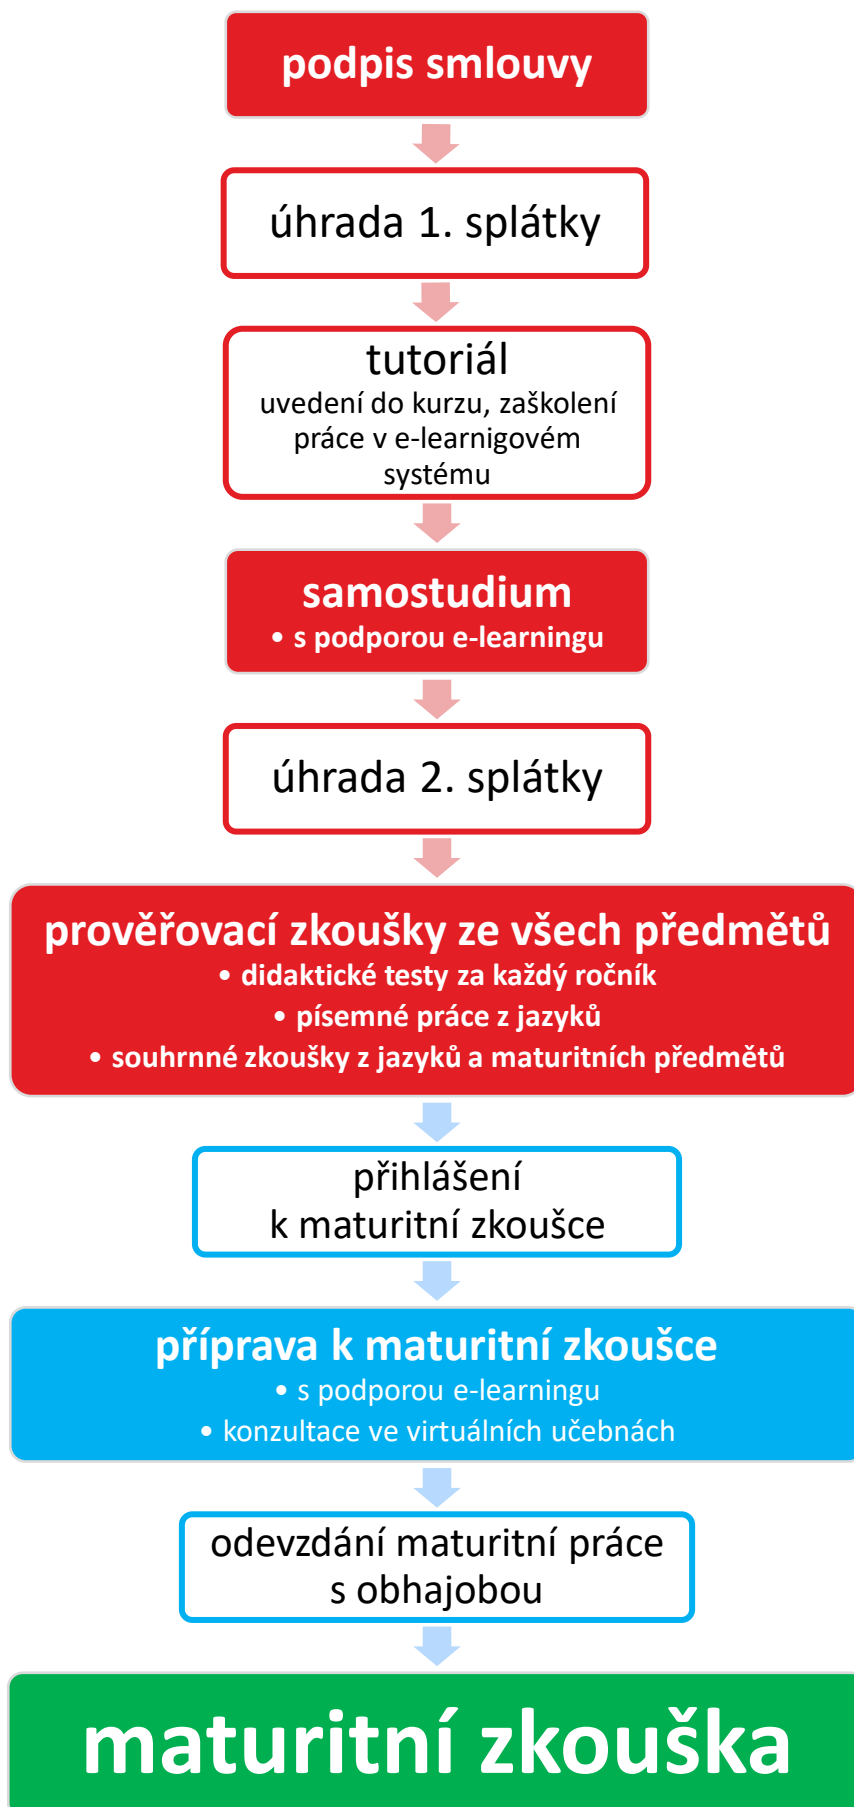 podpis smlouvy
úhrada 1. splátky
tutoriál
uvedení do kurzu, zaškolení
práce v e-learnigovém
systému
samostudium
• s podporou e-learningu
úhrada 2. splátky
prověřovací zkoušky ze všech předmětů
• didaktické testy za každý ročník
• písemné práce z jazyků
• souhrnné zkoušky z jazyků a maturitních předmětů
přihlášení
k maturitní zkoušce
příprava k maturitní zkoušce
• s podporou e-learningu
• konzultace ve virtuálních učebnách
odevzdání maturitní práce
s obhajobou
maturitní zkouška